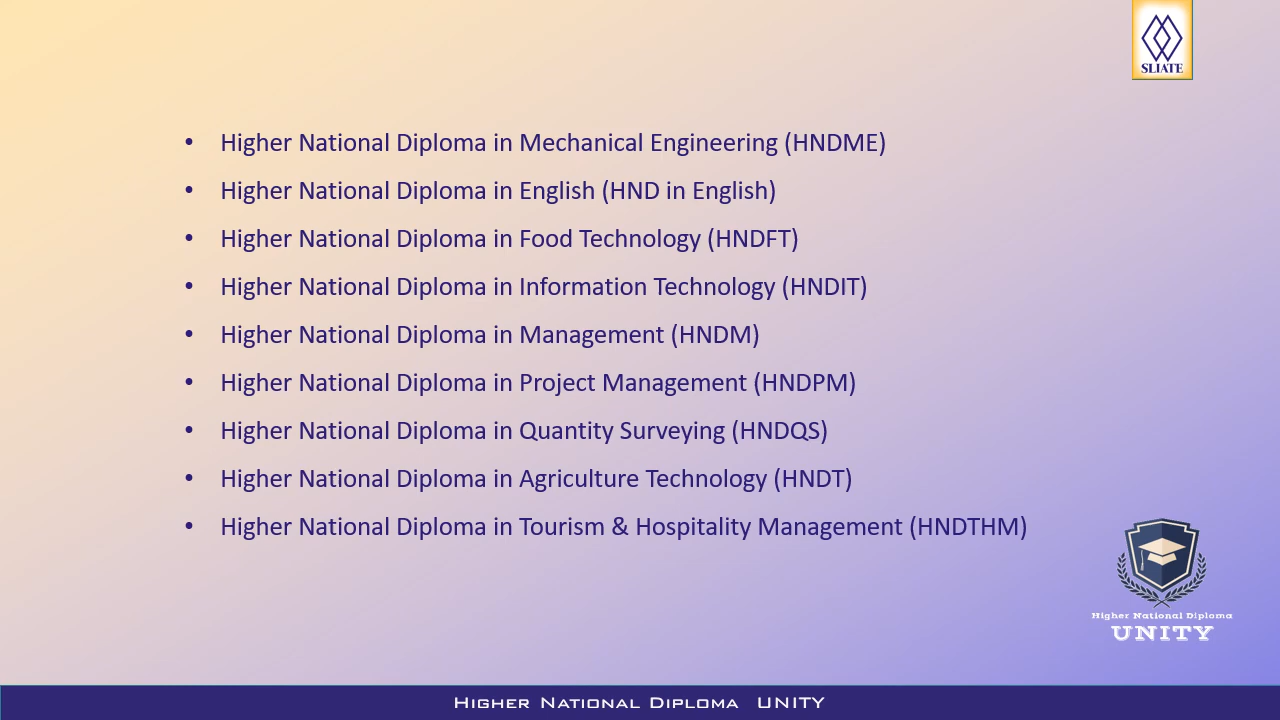 SLIATE
• Higher National Diploma in Mechanical Engineering (HNDME)
• Higher National Diploma in English (HND in English)
• Higher National Diploma in Food Technology (HNDFT)
• Higher National Diploma in Information Technology (HNDIT)
• Higher National Diploma in Management (HNDM)
• Higher National Diploma in Project Management (HNDPM)
• Higher National Diploma in Quantity Surveying (HNDQS)
• Higher National Diploma in Agriculture Technology (HNDT)
• Higher National Diploma in Tourism & Hospitality Management (HNDTHM)
Higher National Diploma
UNITY
Higher National Diploma UNITY